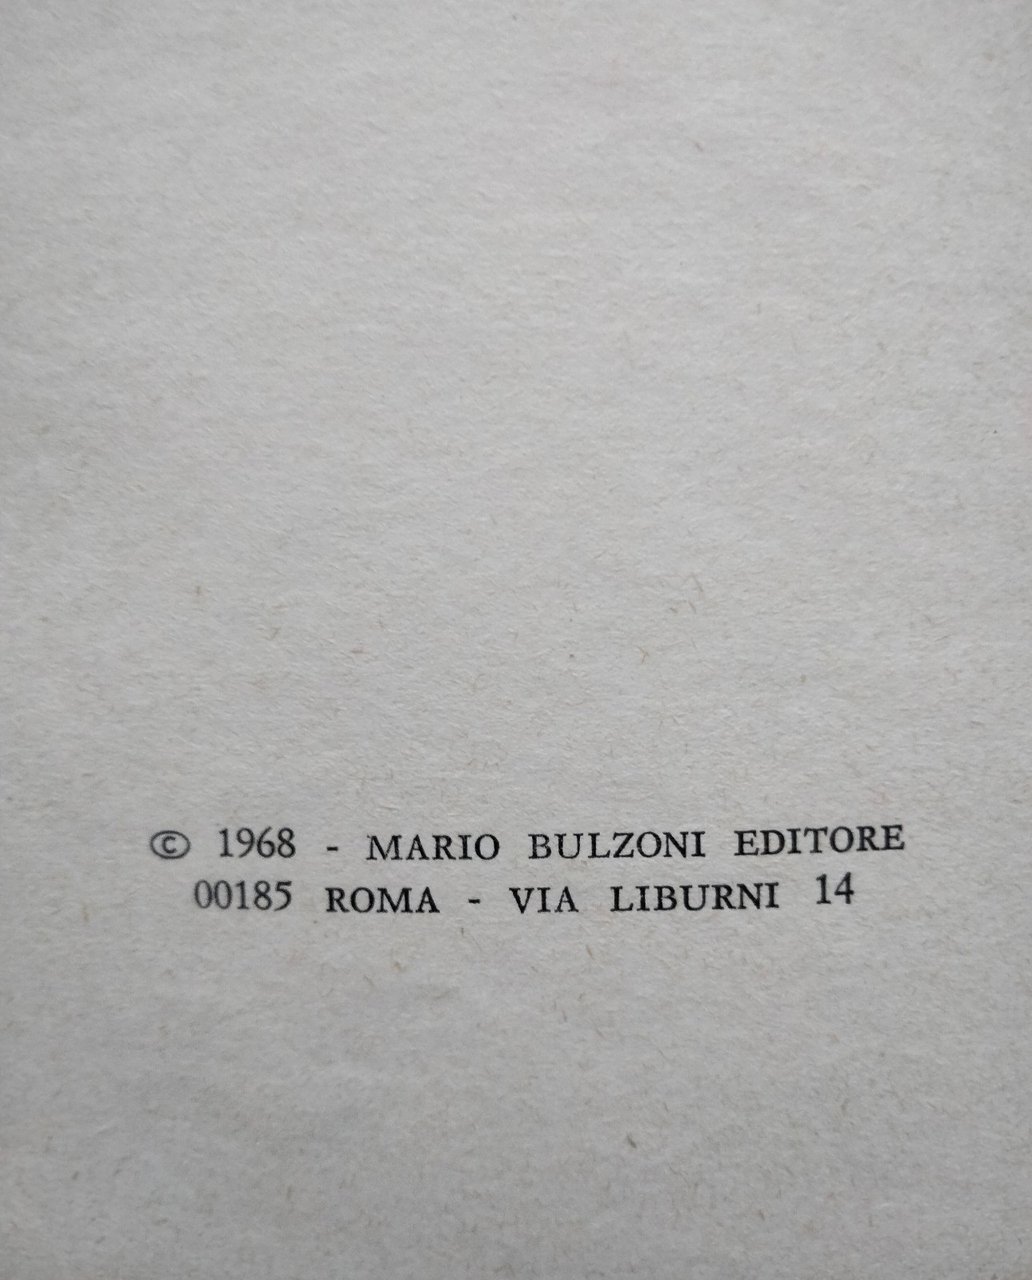 © 1968 - MARIO BULZONI EDITORE
00185 ROMA - VIA LIBURNI 14